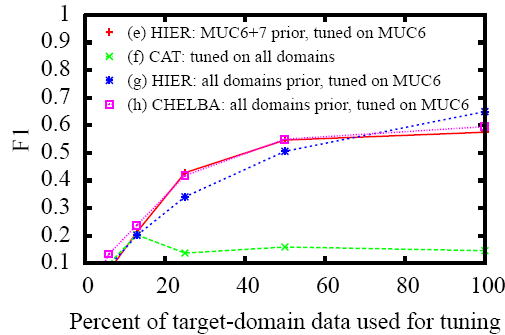 1
0.9
0.8
0.7
0.6
0.5
0.4
0.3
0.2
0.1
F1
(e) HIER: MUC6+7 prior, tuned on MUC6
(f) CAT: tuned on all domains
(g) HIER: all domains prior, tuned on MUC6
(h) CHELBA: all domains prior, tuned on MUC6
0 20 40 60 80 100
Percent of target-domain data used for tuning